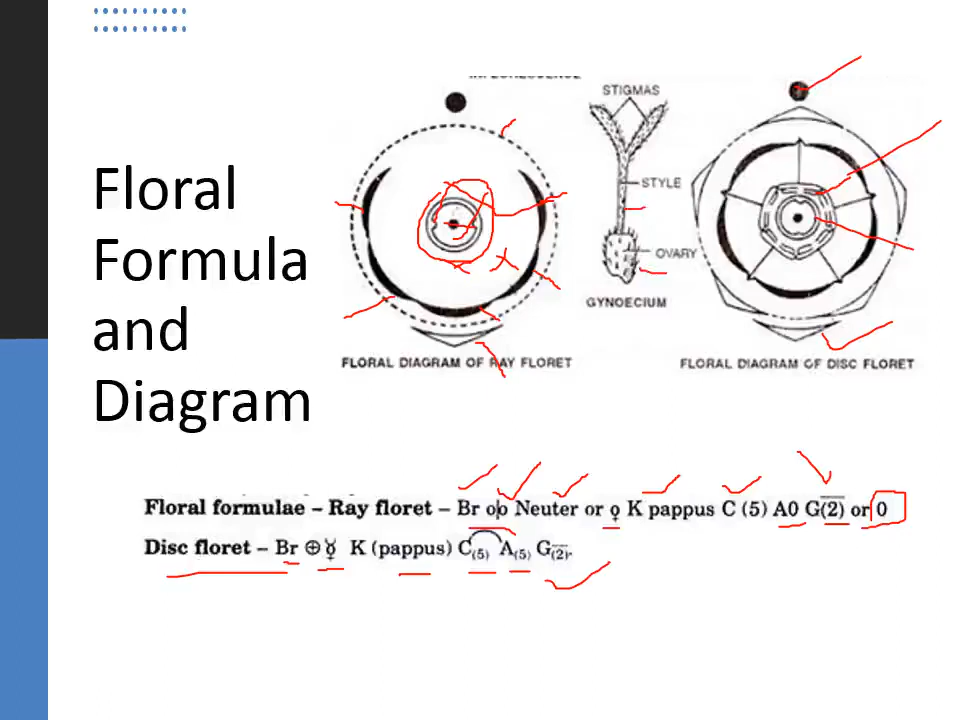 Floral
Formula
and
Diagram
INFLORESCENCE
STIGMAS
STYLE
OVARY
GYNOECIUM
FLORAL DIAGRAM OF RAY FLORET
FLORAL DIAGRAM OF DISC FLORET
Floral formulae – Ray floret – Br o|o Neuter or ♀ K pappus C (5) A0 G(2̅) or 0
Disc floret – Br ⊕ ⚥ K (pappus) C(5) A(5) G(2̅).